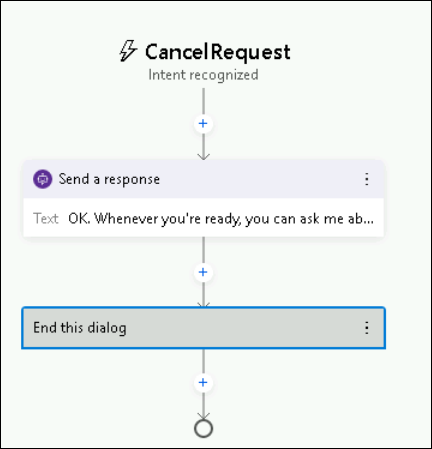 CancelRequest
Intent recognized
Send a response
Text OK. Whenever you're ready, you can ask me ab...
End this dialog